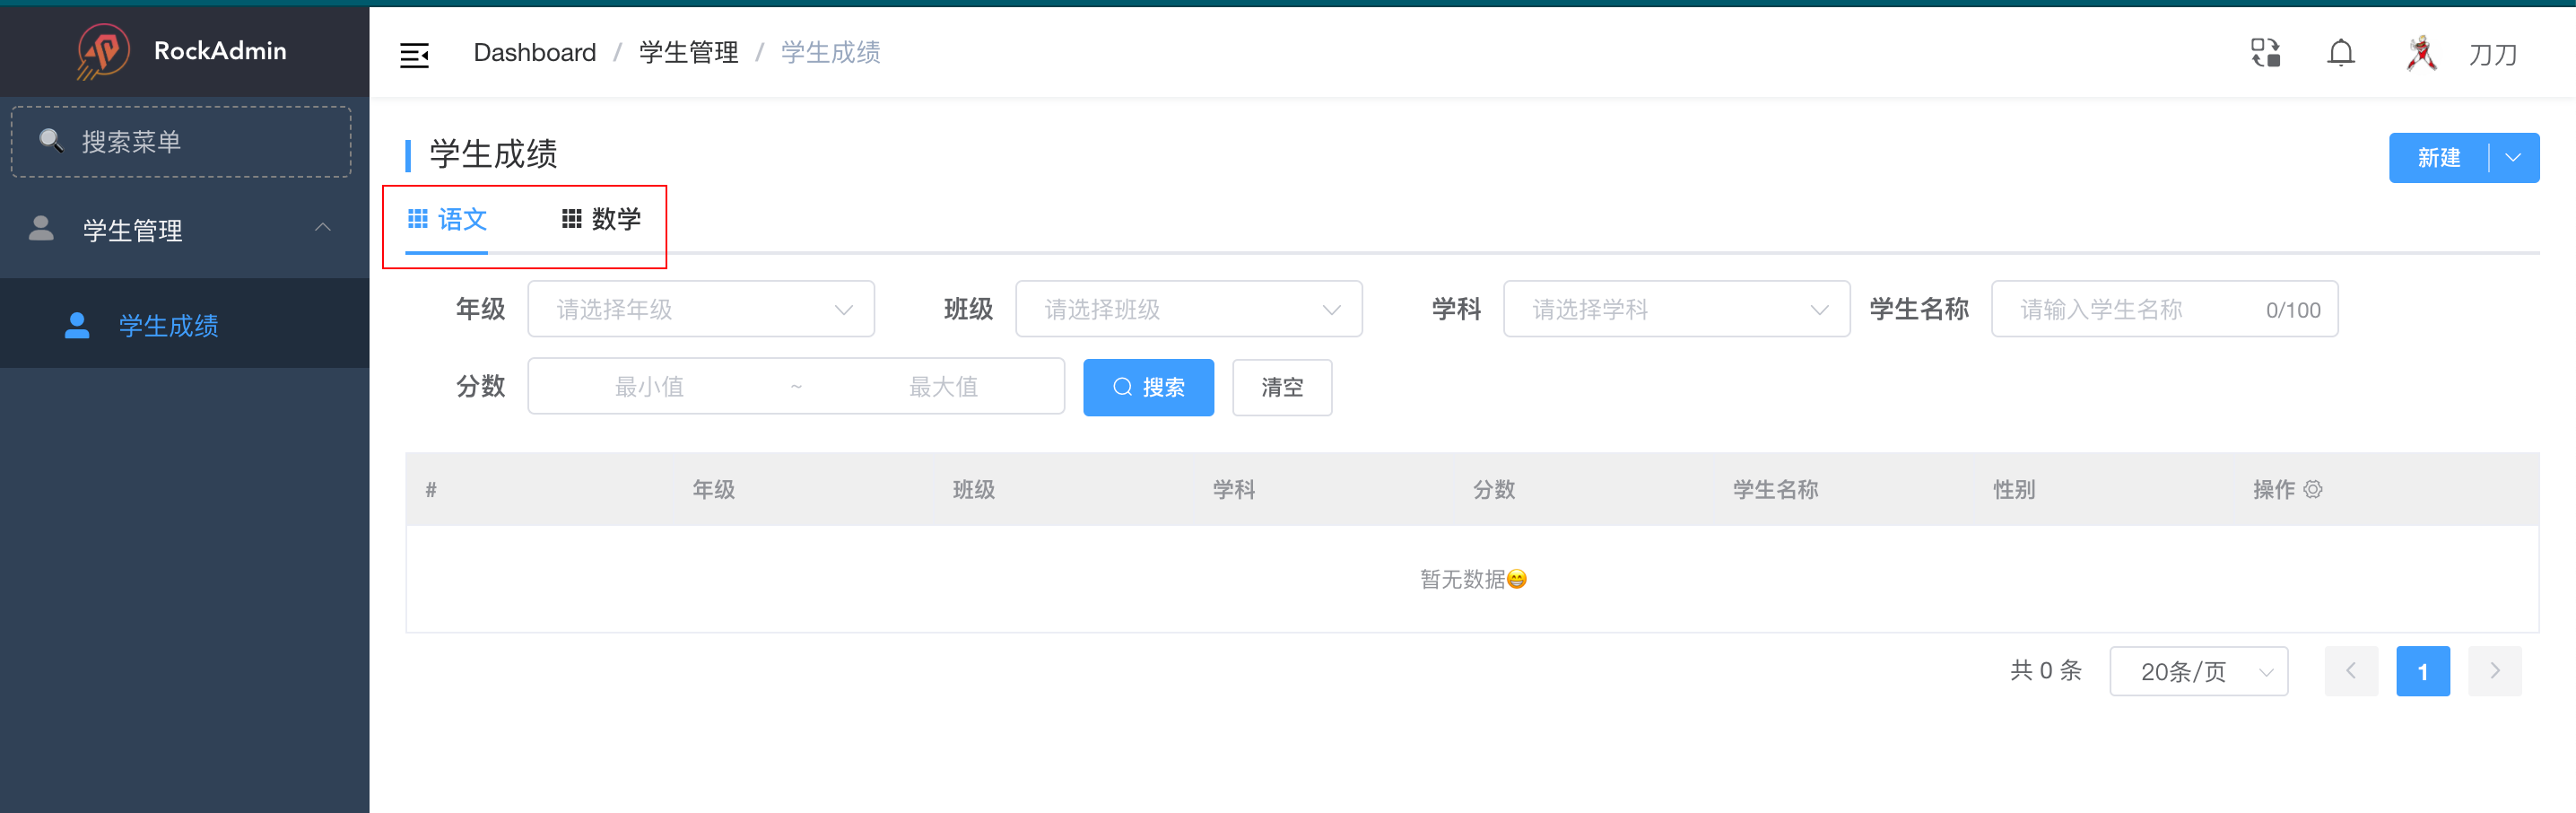 RockAdmin
Dashboard / 学生管理 / 学生成绩
刀刀
搜索菜单
学生管理
学生成绩
学生成绩
新建
语文 数学
年级 请选择年级 班级 请选择班级 学科 请选择学科 学生名称 请输入学生名称 0/100
分数 最小值 ~ 最大值 搜索 清空
# 年级 班级 学科 分数 学生名称 性别 操作
暂无数据😁
共 0 条 20条/页 1